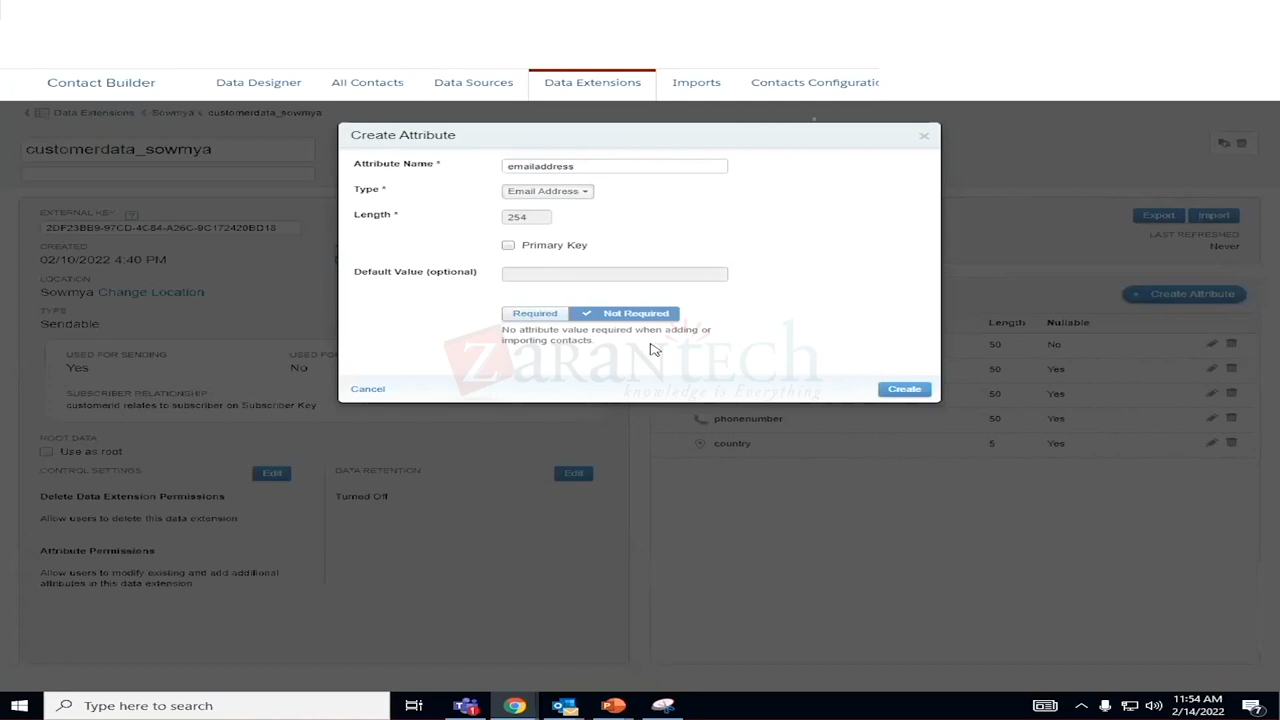 Contact Builder
Data Designer
All Contacts
Data Sources
Data Extensions
Imports
Contacts Configuratic
Data Extensions
Sowmya
customerdata_sowmya
customerdata_sowmya
Create Attribute
Attribute Name *
emailaddress
Type *
Email Address
Length *
254
Primary Key
Default Value (optional)
Required
Not Required
No attribute value required when adding or
importing contacts.
Cancel
Create
EXTERNAL KEY
?
2DF23BB9-97CD-4C84-A26C-9C172420BD18
CREATED
02/10/2022 4:40 PM
LOCATION
Sowmya Change Location
TYPE
Sendable
USED FOR SENDING
Yes
USED FO
No
SUBSCRIBER RELATIONSHIP
customerid relates to subscriber on Subscriber Key
ROOT DATA
Use as root
CONTROL SETTINGS
Edit
Delete Data Extension Permissions
Allow users to delete this data extension
Attribute Permissions
Allow users to modify existing and add additional
attributes in this data extension
DATA RETENTION
Edit
Turned Off
Export
Import
LAST REFRESHED
Never
Create Attribute
Length
Nullable
50
No
50
Yes
50
Yes
phonenumber
50
Yes
country
5
Yes
zarantech
knowledge is Everything
Type here to search
1
11:54 AM
2/14/2022
7